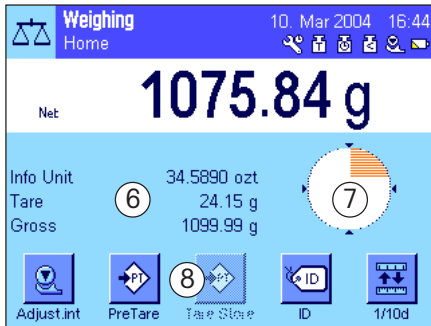 Weighing 10. Mar 2004 16:44
Home
Net 1075.84 g
Info Unit 34.5890 ozt
Tare 24.15 g
Gross 1099.99 g
6
7
8
PT
PT
ID
Adjust.int PreTare Tare Store ID 1/10d